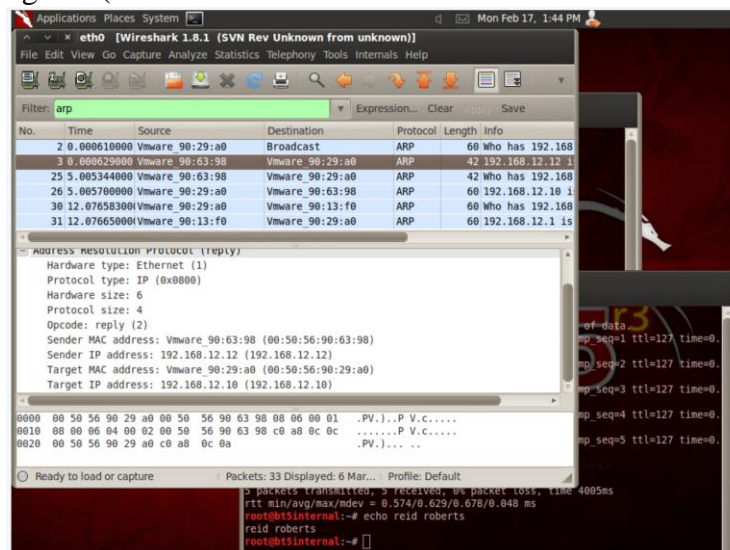 Applications Places System Mon Feb 17, 1:44 PM
eth0 [Wireshark 1.8.1 (SVN Rev Unknown from unknown)]
File Edit View Go Capture Analyze Statistics Telephony Tools Internals Help
Filter: arp Expression... Clear Apply Save
No. Time Source Destination Protocol Length Info
2 0.000610000 Vmware_90:29:a0 Broadcast ARP 60 Who has 192.168
3 0.000629000 Vmware_90:63:98 Vmware_90:29:a0 ARP 42 192.168.12.12 i
25 5.005344000 Vmware_90:63:98 Vmware_90:29:a0 ARP 42 Who has 192.168
26 5.005700000 Vmware_90:29:a0 Vmware_90:63:98 ARP 60 192.168.12.10 i
30 12.07658300 Vmware_90:29:a0 Vmware_90:13:f0 ARP 60 Who has 192.168
31 12.07665000 Vmware_90:13:f0 Vmware_90:29:a0 ARP 60 192.168.12.1 is
Address Resolution Protocol (reply)
Hardware type: Ethernet (1)
Protocol type: IP (0x0800)
Hardware size: 6
Protocol size: 4
Opcode: reply (2)
Sender MAC address: Vmware_90:63:98 (00:50:56:90:63:98)
Sender IP address: 192.168.12.12 (192.168.12.12)
Target MAC address: Vmware_90:29:a0 (00:50:56:90:29:a0)
Target IP address: 192.168.12.10 (192.168.12.10)
0000 00 50 56 90 29 a0 00 50 56 90 63 98 08 06 00 01 .PV.)..P V.c.....
0010 08 00 06 04 00 02 00 50 56 90 63 98 c0 a8 0c 0c .......P V.c.....
0020 00 50 56 90 29 a0 c0 a8 0c 0a .PV.)... ..
Ready to load or capture Packets: 33 Displayed: 6 Mar... Profile: Default
r3
of data.
mp_seq=1 ttl=127 time=0.
mp_seq=2 ttl=127 time=0.
mp_seq=3 ttl=127 time=0.
mp_seq=4 ttl=127 time=0.
mp_seq=5 ttl=127 time=0.
5 packets transmitted, 5 received, 0% packet loss, time 4005ms
rtt min/avg/max/mdev = 0.574/0.629/0.678/0.048 ms
root@bt5internal:~# echo reid roberts
reid roberts
root@bt5internal:~#